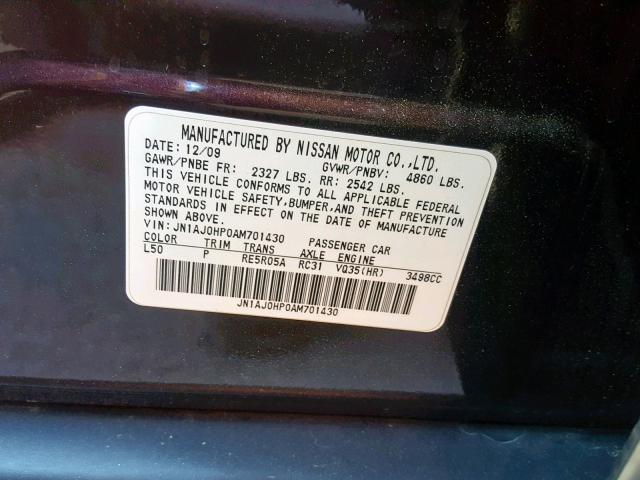 MANUFACTURED BY NISSAN MOTOR CO.,LTD.
DATE: 12/09 GVWR/PNBV: 4860 LBS.
GAWR/PNBE FR: 2327 LBS. RR: 2542 LBS.
THIS VEHICLE CONFORMS TO ALL APPLICABLE FEDERAL
MOTOR VEHICLE SAFETY, BUMPER, AND THEFT PREVENTION
STANDARDS IN EFFECT ON THE DATE OF MANUFACTURE
SHOWN ABOVE.
VIN: JN1AJ0HP0AM701430 PASSENGER CAR
COLOR TRIM TRANS AXLE ENGINE
L50 P RE5R05A RC31 VQ35(HR) 3498CC
JN1AJ0HP0AM701430